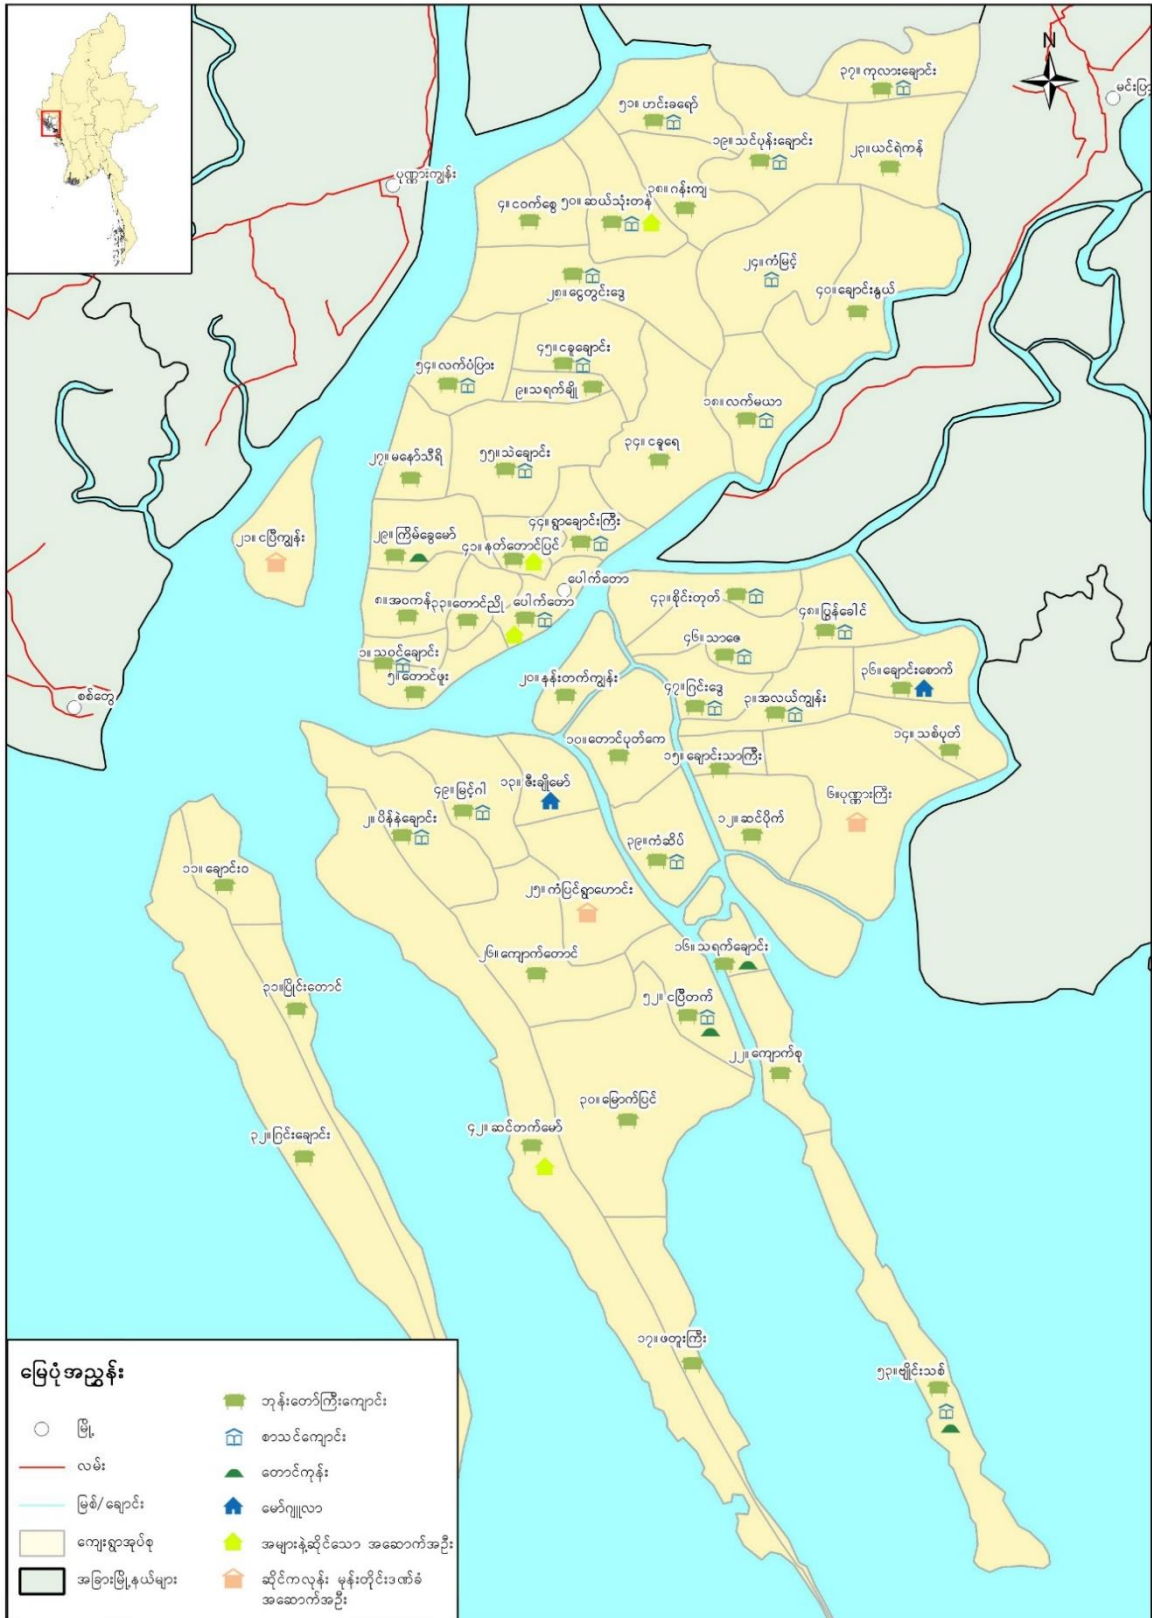 N
၃၇။ ကုလားချောင်း
မင်းပြာ
၅၁။ ဟင်းခရော်
၁၉။ သင်ပုန်းချောင်း
၂၃။ ယင်ရဲကန်
ပုဏ္ဏားကျွန်း
၃၈။ ဂန်းကျ
၄။ ငဝက်စွေ
၅၀။ ဆယ်သုံးတန်
၂၄။ ကံမြင့်
၄၀။ ချောင်းနွယ်
၂၈။ ငွေတွင်းဒွေ
၄၅။ ငခူချောင်း
၅၄။ လက်ပံပြား
၉။ သရက်ချို
၁၈။ လက်မယာ
၃၄။ ငခူရေ
၂၇။ မနော်သီရိ
၅၅။ သဲချောင်း
၄၄။ ရွာချောင်းကြီး
၂၉။ ကြိမ်ခွေမော်
၂၁။ ငပြီကျွန်း
၄၁။ နတ်တောင်ပြင်
ပေါက်တော
၈။ အဝကန်
၃၃။ တောင်ညို
ပေါက်တော
၄၃။ စိုင်းတုတ်
၄၈။ ပြွန်ခေါင်
၄၆။ သာဇေ
၁။ သဝင်ချောင်း
၅။ တောင်ဖူး
၂၀။ နန်းတက်ကျွန်း
၃၆။ ချောင်းစောက်
၄၇။ ဂြင်းဒွေ
၃။ အလယ်ကျွန်း
စစ်တွေ
၁၄။ သစ်ပုတ်
၁၀။ တောင်ပုတ်ကေ
၁၅။ ချောင်းသာကြီး
၁၃။ ဇီးချိုမော်
၄၉။ မြင့်ဂါ
၆။ ပုဏ္ဏားကြီး
၂။ ပိန်နဲချောင်း
၁၂။ ဆင်ပိုက်
၃၉။ ကံဆိပ်
၁၁။ ချောင်းဝ
၂၅။ ကံပြင်ရွာဟောင်း
၂၆။ ကျောက်တောင်
၁၆။ သရက်ချောင်း
၃၁။ ပြိုင်းတောင်
၅၂။ ငပြီတက်
၂၂။ ကျောက်စု
၃၀။ မြောက်ပြင်
၃၂။ ဂြင်းချောင်း
၄၂။ ဆင်တက်မော်
၁၇။ ဖတူးကြီး
၅၃။ ဗျိုင်းသစ်
မြေပုံအညွှန်း
မြို့
လမ်း
မြစ်/ ချောင်း
ကျေးရွာအုပ်စု
အခြားမြို့နယ်များ
ဘုန်းတော်ကြီးကျောင်း
စာသင်ကျောင်း
တောင်ကုန်း
မော်ဂျူလာ
အများနဲ့ဆိုင်သော အဆောက်အဦး
ဆိုင်ကလုန်း မုန်းတိုင်းဒဏ်ခံ
အဆောက်အဦး